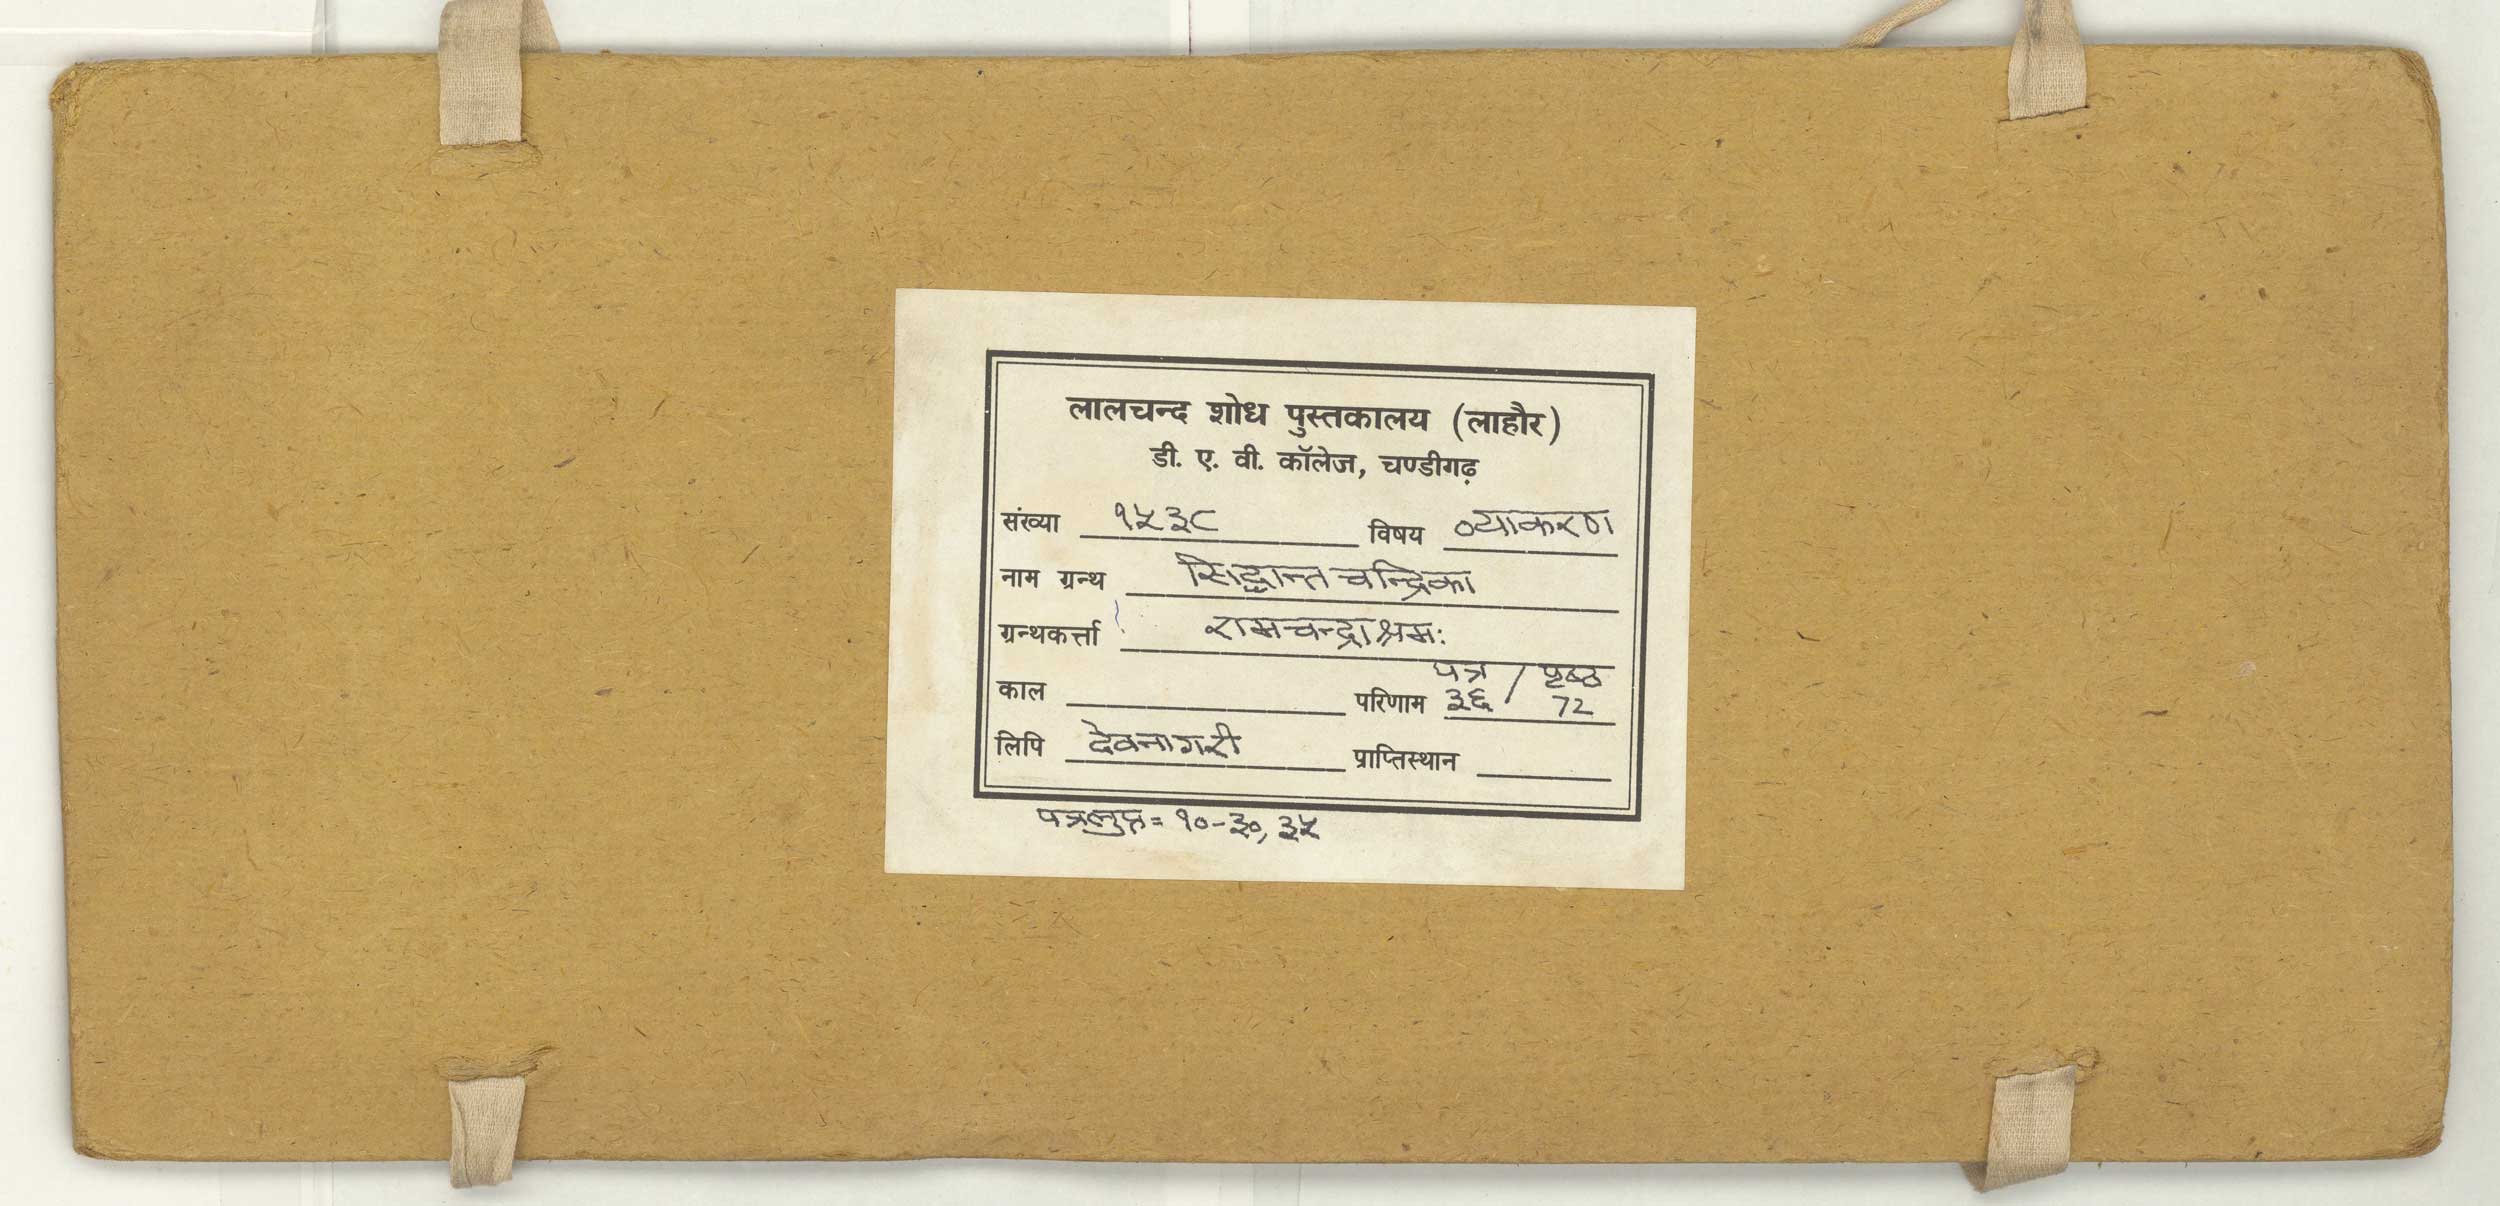 लालचन्द शोध पुस्तकालय (लाहौर)
डी. ए. वी. कॉलेज, चण्डीगढ़
संख्या १५३८ विषय व्याकरण
नाम ग्रन्थ सिद्धान्त चन्द्रिका
ग्रन्थकर्त्ता रामचन्द्राश्रमः
पत्र / पृष्ठ
काल परिणाम ३६ / 72
लिपि देवनागरी प्राप्तिस्थान
पत्रलुप्त = १०-३०, ३५